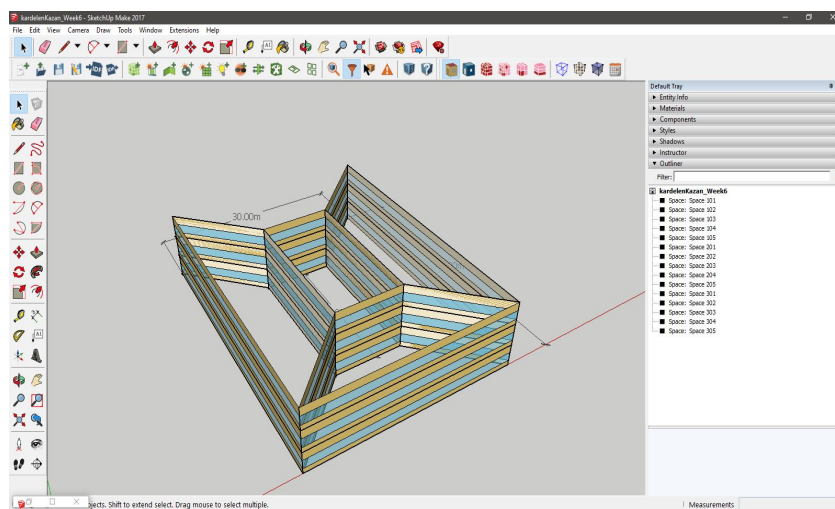 kardelenKazan_Week6 - SketchUp Make 2017
File Edit View Camera Draw Tools Window Extensions Help
Default Tray
Entity Info
Materials
Components
Styles
Shadows
Instructor
Outliner
Filter:
kardelenKazan_Week6
Space: Space 101
Space: Space 102
Space: Space 103
Space: Space 104
Space: Space 105
Space: Space 201
Space: Space 202
Space: Space 203
Space: Space 204
Space: Space 205
Space: Space 301
Space: Space 302
Space: Space 303
Space: Space 304
Space: Space 305
30.00m
jects. Shift to extend select. Drag mouse to select multiple.
Measurements